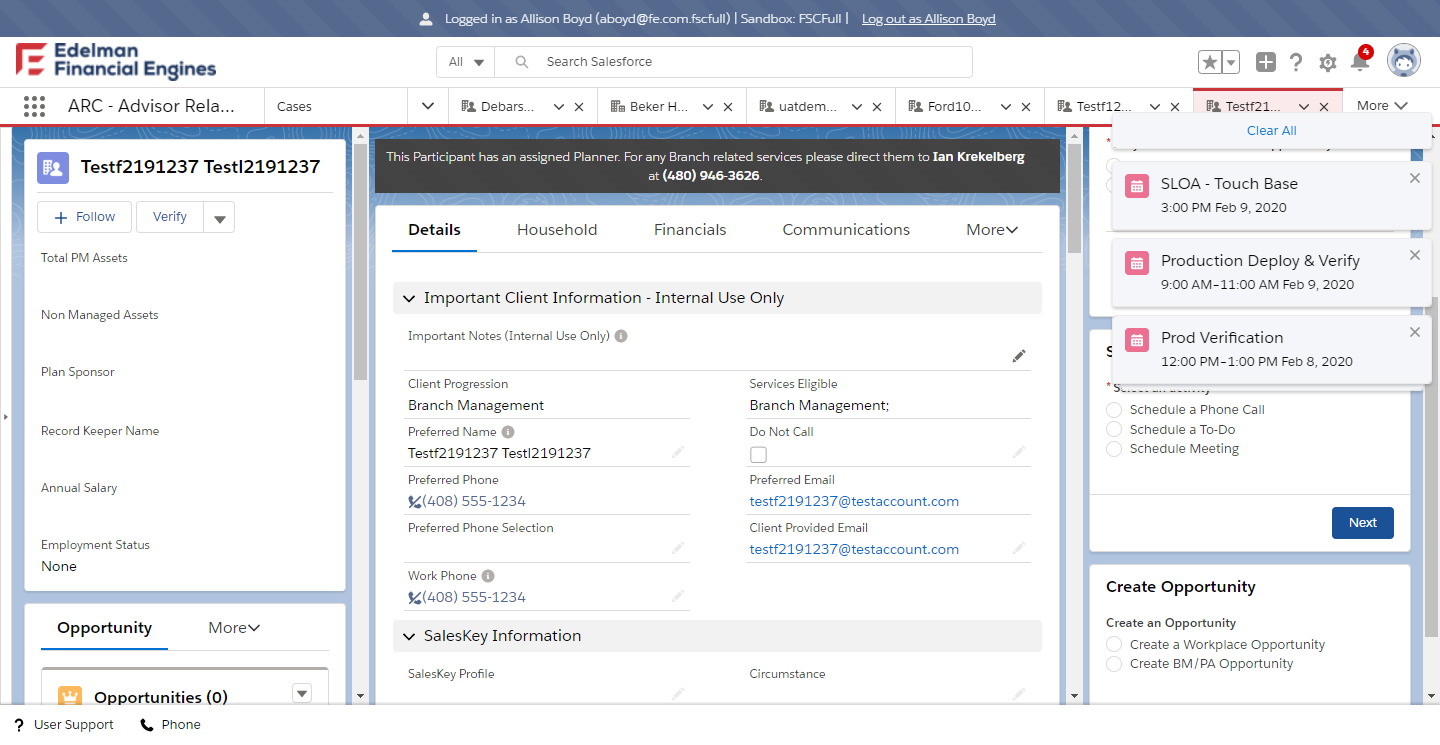 Logged in as Allison Boyd (aboyd@fe.com.fscfull) | Sandbox: FSCFull | Log out as Allison Boyd
Edelman
Financial Engines
All
Search Salesforce
4
ARC - Advisor Rela...
Cases
Debars...
Beker H...
uatdem...
Ford10...
Testf12...
Testf21...
More
Clear All
SLOA - Touch Base
3:00 PM Feb 9, 2020
Production Deploy & Verify
9:00 AM–11:00 AM Feb 9, 2020
Prod Verification
12:00 PM–1:00 PM Feb 8, 2020
Testf2191237 Testl2191237
Follow
Verify
Total PM Assets
Non Managed Assets
Plan Sponsor
Record Keeper Name
Annual Salary
Employment Status
None
Opportunity
More
Opportunities (0)
This Participant has an assigned Planner. For any Branch related services please direct them to Ian Krekelberg
at (480) 946-3626.
Details
Household
Financials
Communications
More
Important Client Information - Internal Use Only
Important Notes (Internal Use Only)
Client Progression
Branch Management
Services Eligible
Branch Management;
Preferred Name
Testf2191237 Testl2191237
Do Not Call
Preferred Phone
(408) 555-1234
Preferred Email
testf2191237@testaccount.com
Preferred Phone Selection
Client Provided Email
testf2191237@testaccount.com
Work Phone
(408) 555-1234
SalesKey Information
SalesKey Profile
Circumstance
Schedule a Phone Call
Schedule a To-Do
Schedule Meeting
Next
Create Opportunity
Create an Opportunity
Create a Workplace Opportunity
Create BM/PA Opportunity
User Support
Phone